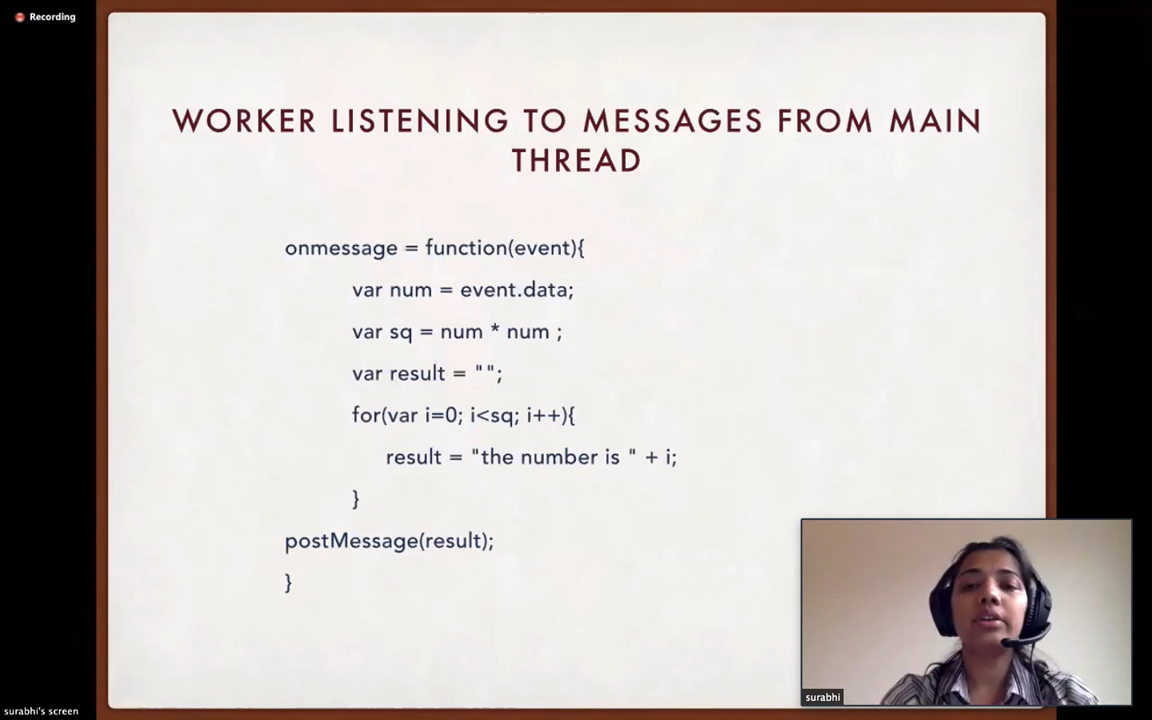 Recording
WORKER LISTENING TO MESSAGES FROM MAIN
THREAD
onmessage = function(event){
var num = event.data;
var sq = num * num ;
var result = "";
for(var i=0; i<sq; i++){
result = "the number is " + i;
}
postMessage(result);
}
surabhi
surabhi's screen